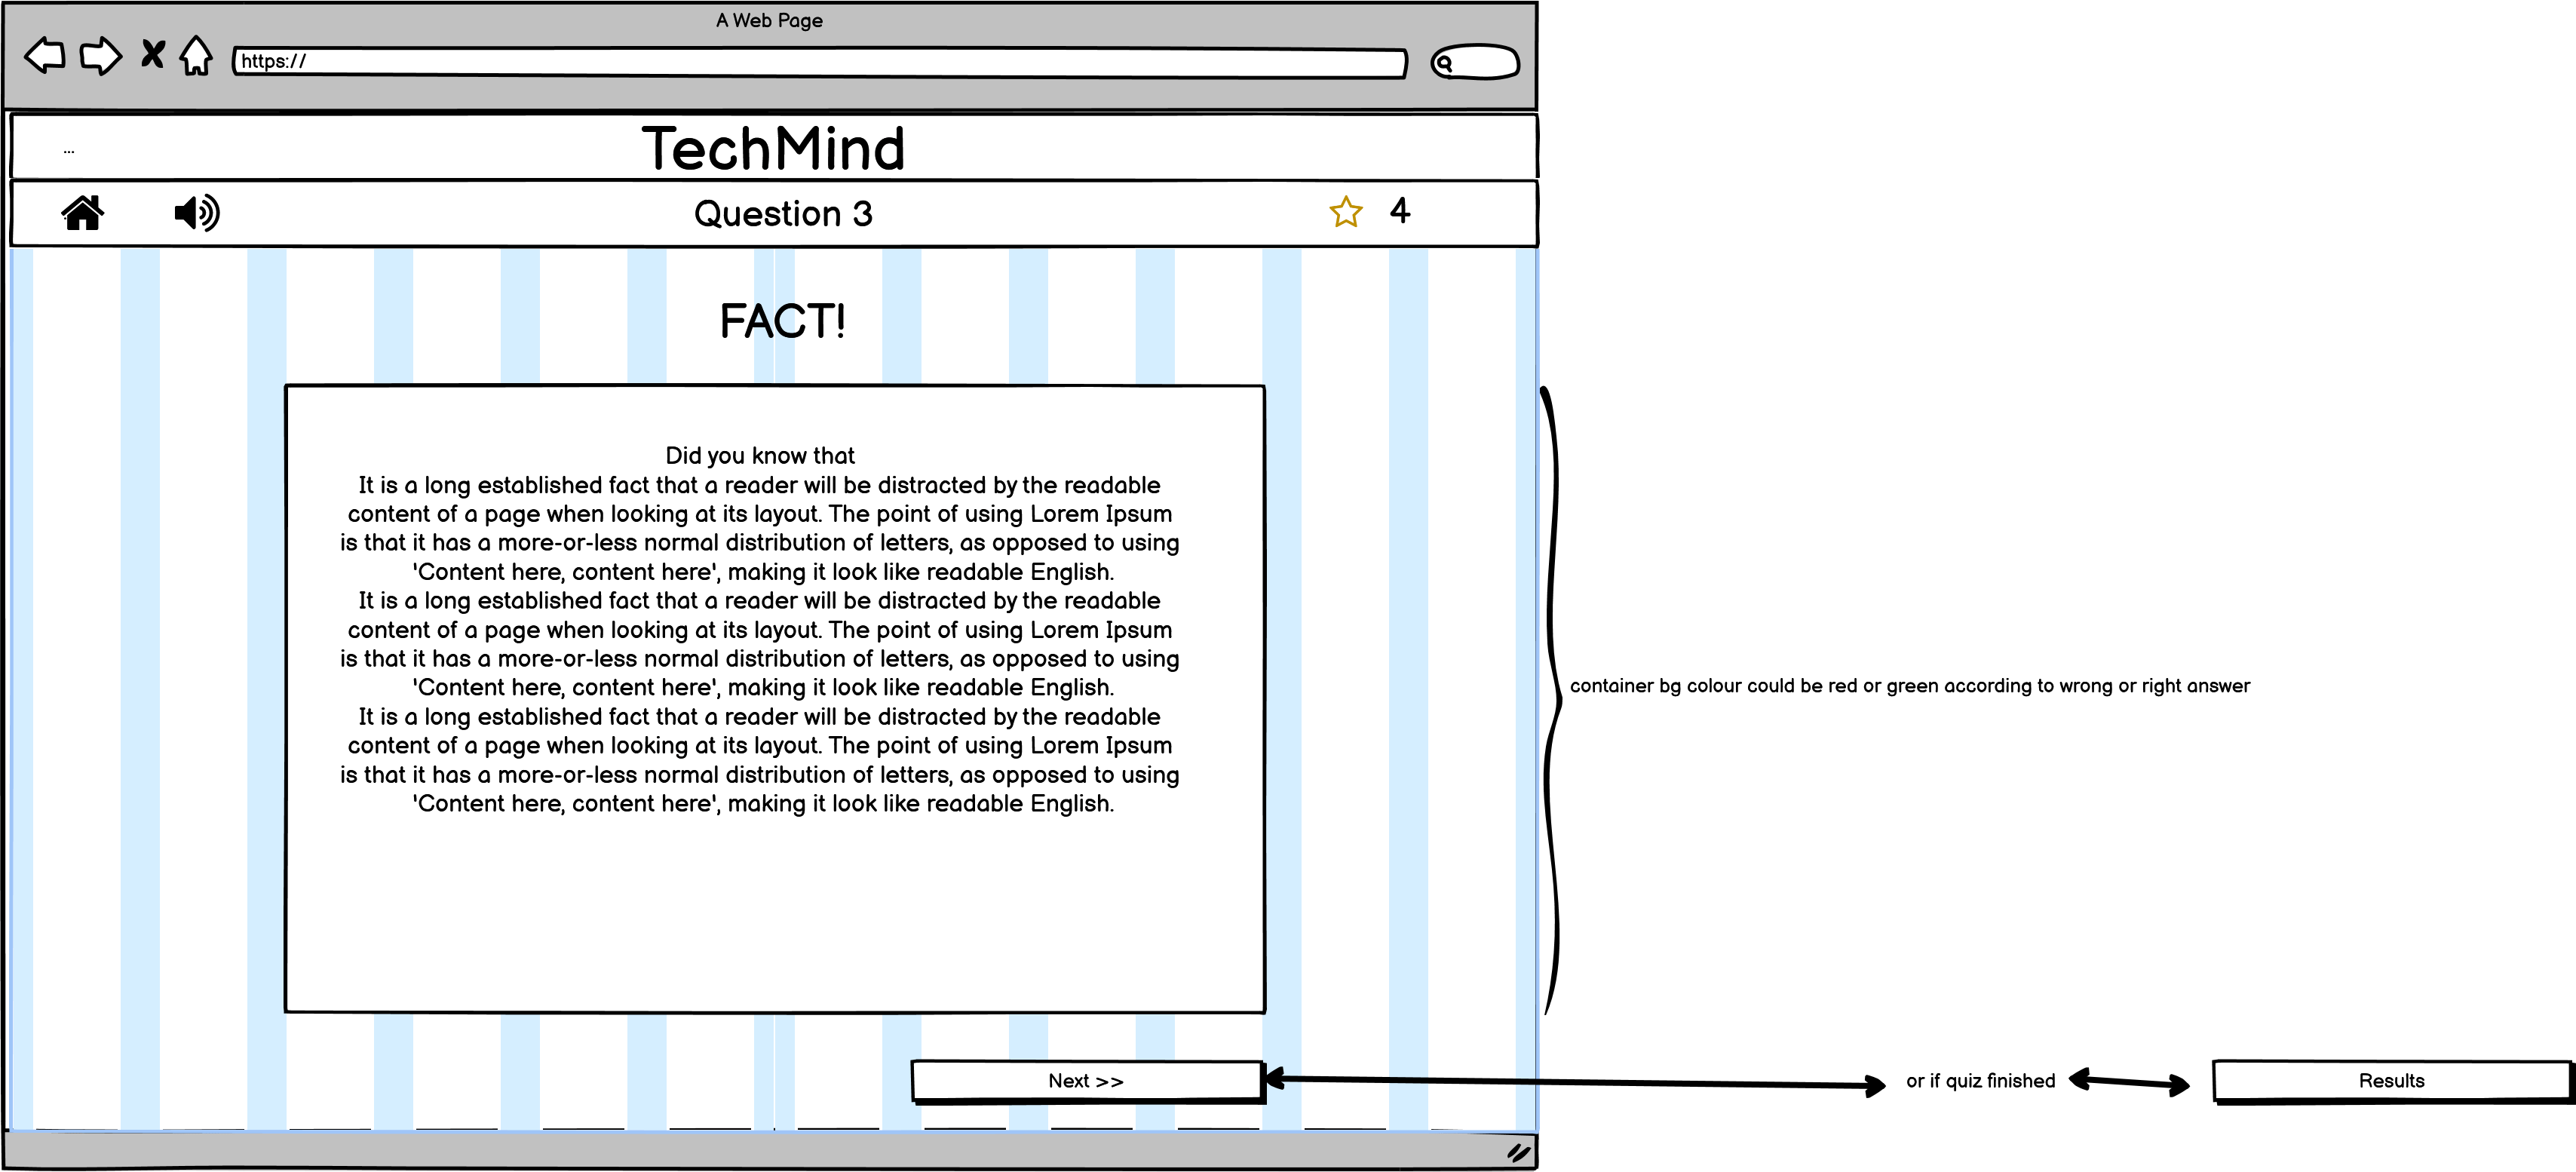 A Web Page
https://
...
TechMind
Question 3
4
FACT!
Did you know that
It is a long established fact that a reader will be distracted by the readable
content of a page when looking at its layout. The point of using Lorem Ipsum
is that it has a more-or-less normal distribution of letters, as opposed to using
'Content here, content here', making it look like readable English.
It is a long established fact that a reader will be distracted by the readable
content of a page when looking at its layout. The point of using Lorem Ipsum
is that it has a more-or-less normal distribution of letters, as opposed to using
'Content here, content here', making it look like readable English.
It is a long established fact that a reader will be distracted by the readable
content of a page when looking at its layout. The point of using Lorem Ipsum
is that it has a more-or-less normal distribution of letters, as opposed to using
'Content here, content here', making it look like readable English.
container bg colour could be red or green according to wrong or right answer
Next >>
or if quiz finished
Results